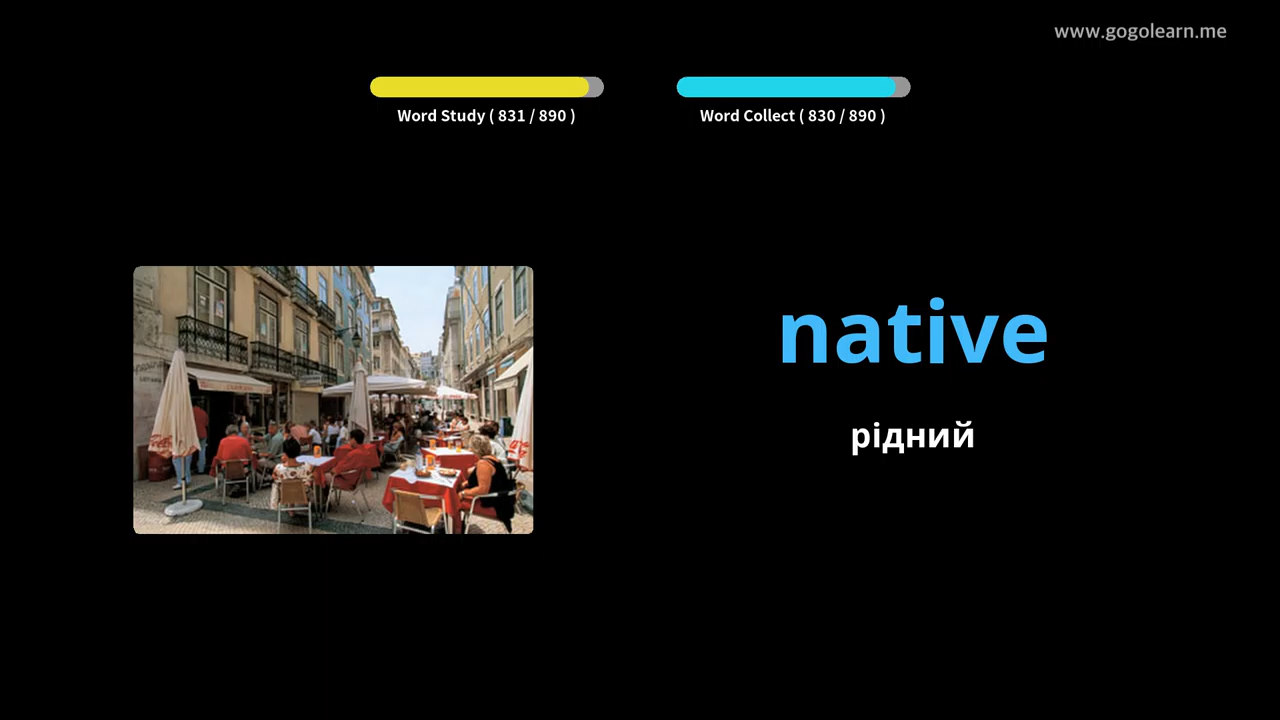 www.gogolearn.me
Word Study ( 831 / 890 )
Word Collect ( 830 / 890 )
native
рідний